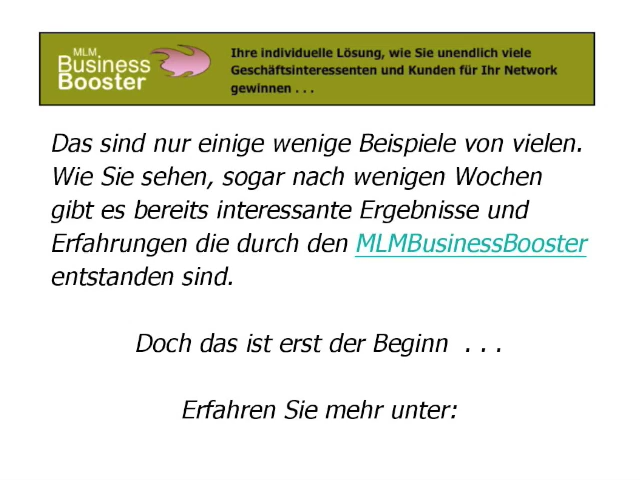 MLM
Business
Booster
Ihre individuelle Lösung, wie Sie unendlich viele
Geschäftsinteressenten und Kunden für Ihr Network
gewinnen . . .
Das sind nur einige wenige Beispiele von vielen.
Wie Sie sehen, sogar nach wenigen Wochen
gibt es bereits interessante Ergebnisse und
Erfahrungen die durch den MLMBusinessBooster
entstanden sind.
Doch das ist erst der Beginn . . .
Erfahren Sie mehr unter: